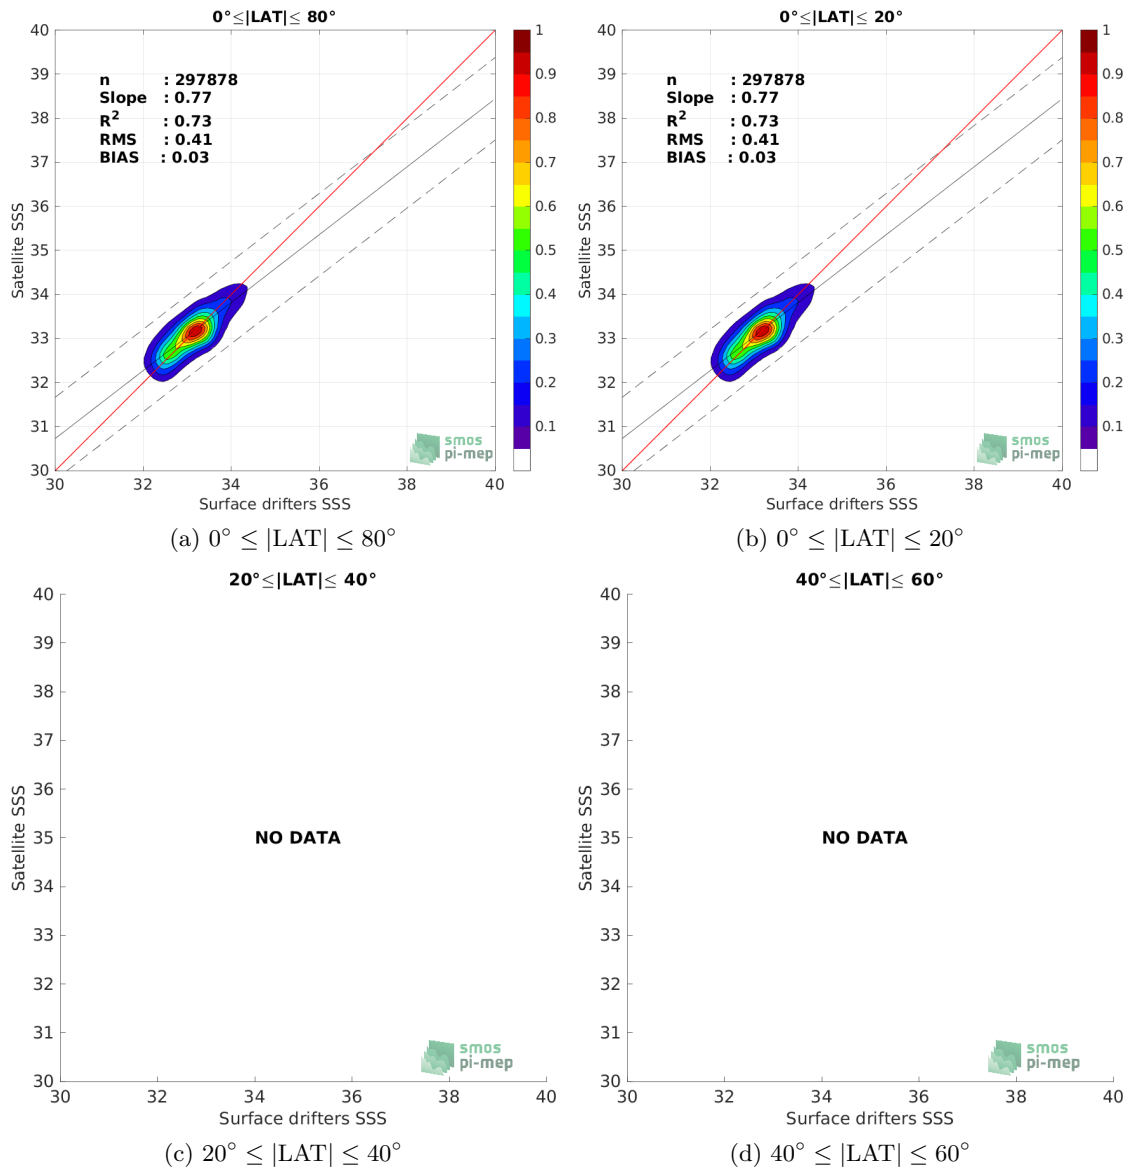 0°≤|LAT|≤ 80°
40
39
38
37
36
35
34
33
32
31
30
n : 297878
Slope : 0.77
R² : 0.73
RMS : 0.41
BIAS : 0.03
1
0.9
0.8
0.7
0.6
0.5
0.4
0.3
0.2
0.1
Satellite SSS
smos
pi-mep
30 32 34 36 38 40
Surface drifters SSS
(a) 0° ≤ |LAT| ≤ 80°
0°≤|LAT|≤ 20°
40
39
38
37
36
35
34
33
32
31
30
n : 297878
Slope : 0.77
R² : 0.73
RMS : 0.41
BIAS : 0.03
1
0.9
0.8
0.7
0.6
0.5
0.4
0.3
0.2
0.1
Satellite SSS
smos
pi-mep
30 32 34 36 38 40
Surface drifters SSS
(b) 0° ≤ |LAT| ≤ 20°
20°≤|LAT|≤ 40°
40
39
38
37
36
35
34
33
32
31
30
Satellite SSS
NO DATA
smos
pi-mep
30 32 34 36 38 40
Surface drifters SSS
(c) 20° ≤ |LAT| ≤ 40°
40°≤|LAT|≤ 60°
40
39
38
37
36
35
34
33
32
31
30
Satellite SSS
NO DATA
smos
pi-mep
30 32 34 36 38 40
Surface drifters SSS
(d) 40° ≤ |LAT| ≤ 60°